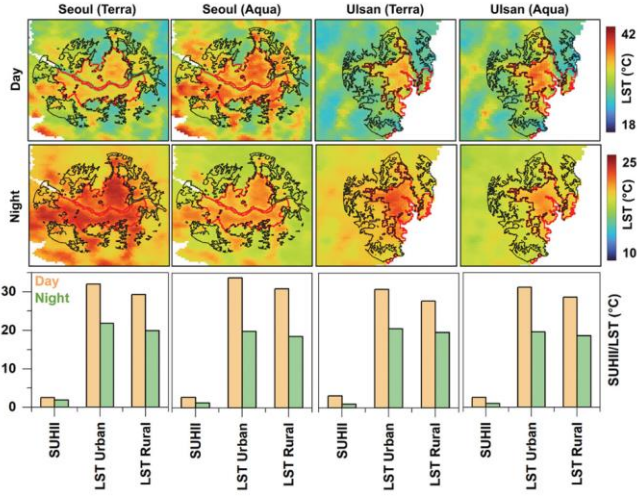 Seoul (Terra) Seoul (Aqua) Ulsan (Terra) Ulsan (Aqua)
Day
42
LST (°C)
18
Night
25
LST (°C)
10
Day
Night
30
20
10
0
SUHII/LST (°C)
SUHII LST Urban LST Rural SUHII LST Urban LST Rural SUHII LST Urban LST Rural SUHII LST Urban LST Rural